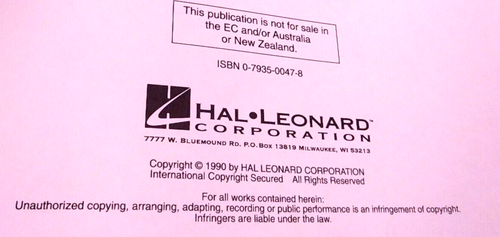 This publication is not for sale in
the EC and/or Australia
or New Zealand.
ISBN 0-7935-0047-8
HAL•LEONARD™
CORPORATION
7777 W. BLUEMOUND RD. P.O. BOX 13819 MILWAUKEE, WI 53213
Copyright © 1990 by HAL LEONARD CORPORATION
International Copyright Secured All Rights Reserved
For all works contained herein:
Unauthorized copying, arranging, adapting, recording or public performance is an infringement of copyright.
Infringers are liable under the law.